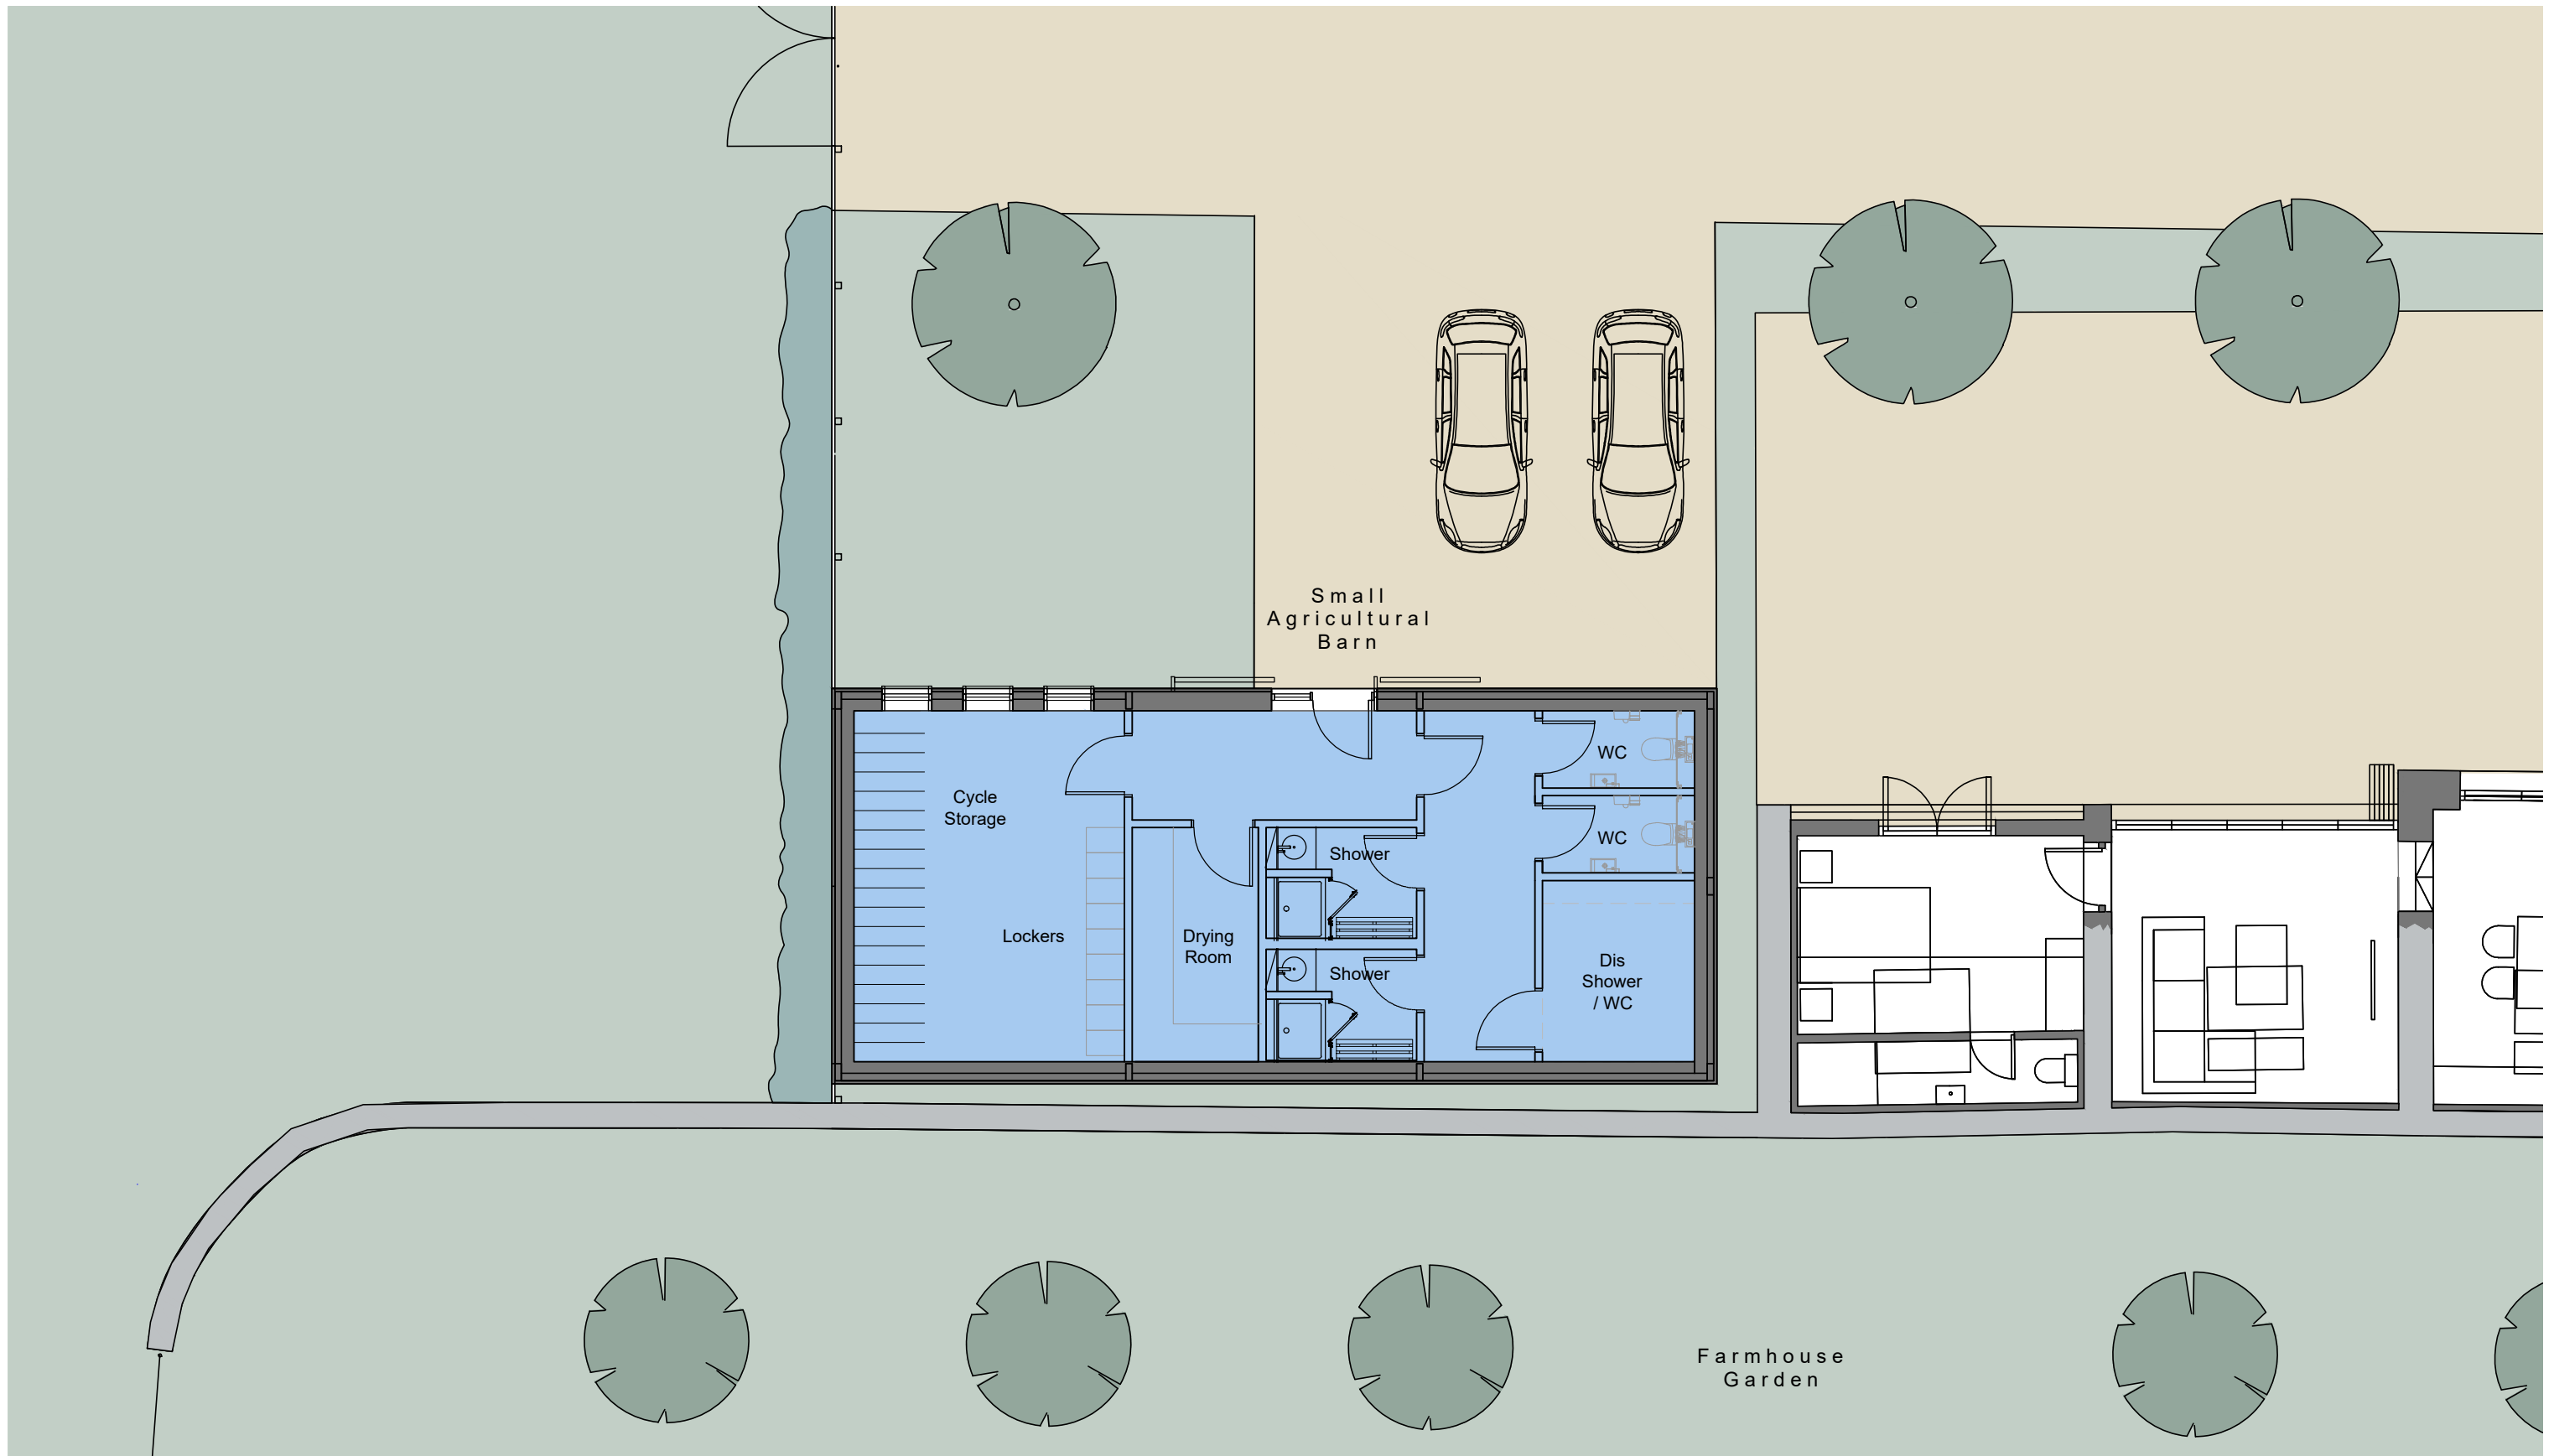 Small
Agricultural
Barn
WC
Cycle
Storage
WC
Shower
Lockers
Drying
Room
Shower
Dis
Shower
/ WC
Farmhouse
Garden